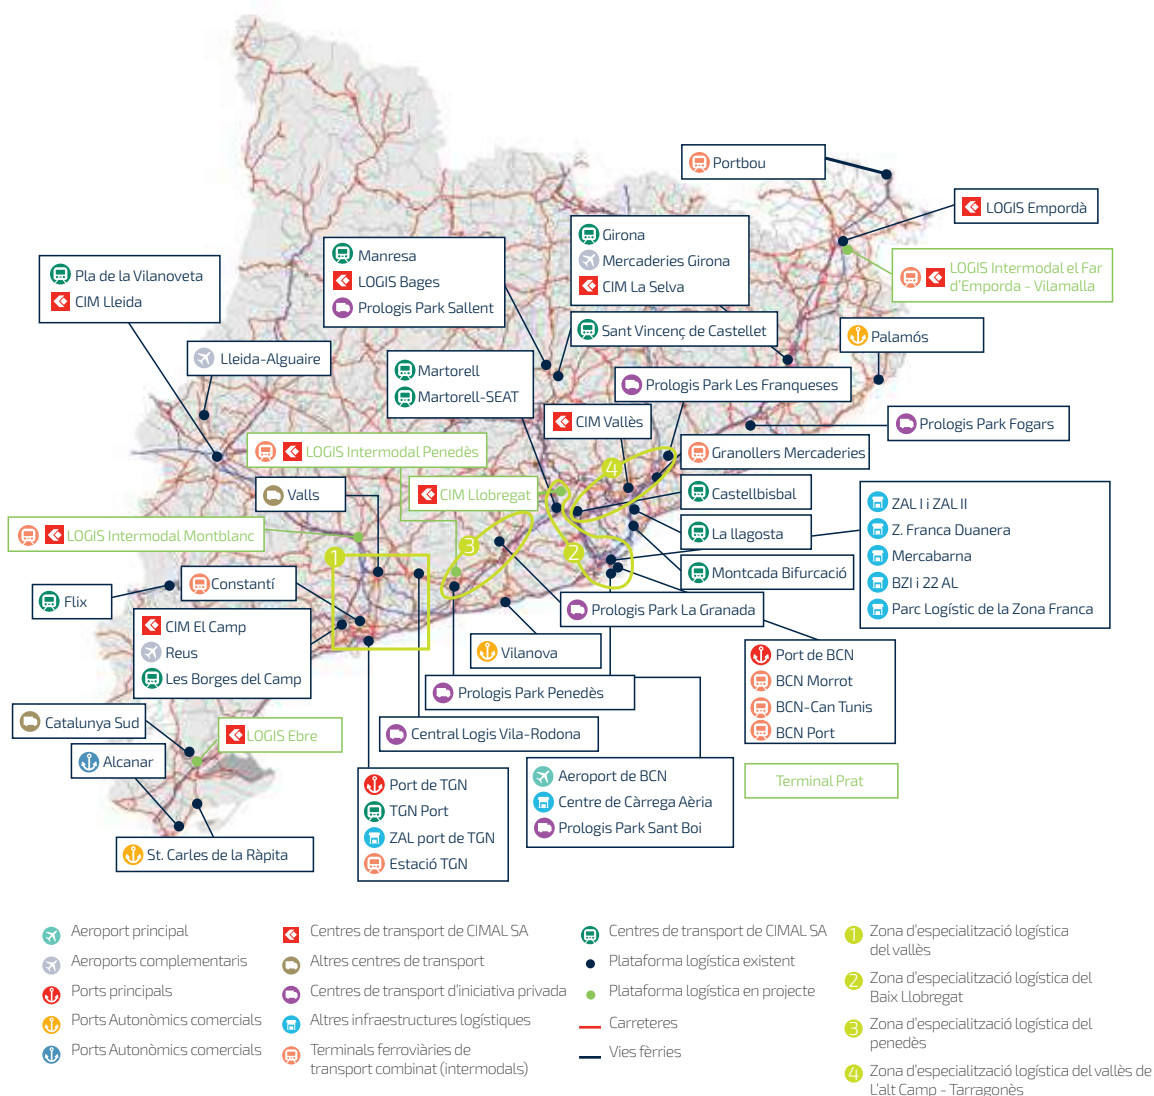 Portbou
LOGIS Empordà
LOGIS Intermodal el Far
d'Emporda - Vilamalla
Girona
Mercaderies Girona
CIM La Selva
Manresa
LOGIS Bages
Prologis Park Sallent
Pla de la Vilanoveta
CIM Lleida
Sant Vincenç de Castellet
Palamós
Lleida-Alguaire
Martorell
Martorell-SEAT
Prologis Park Les Franqueses
CIM Vallès
Prologis Park Fogars
LOGIS Intermodal Penedès
Granollers Mercaderies
4
Valls
CIM Llobregat
Castellbisbal
ZAL I i ZAL II
Z. Franca Duanera
Mercabarna
BZI i 22 AL
Parc Logístic de la Zona Franca
LOGIS Intermodal Montblanc
La llagosta
1
3
2
Montcada Bifurcació
Flix
Constantí
Prologis Park La Granada
CIM El Camp
Reus
Les Borges del Camp
Vilanova
Port de BCN
BCN Morrot
BCN-Can Tunis
BCN Port
Prologis Park Penedès
Catalunya Sud
LOGIS Ebre
Central Logis Vila-Rodona
Alcanar
Port de TGN
TGN Port
ZAL port de TGN
Estació TGN
Aeroport de BCN
Centre de Càrrega Aèria
Prologis Park Sant Boi
Terminal Prat
St. Carles de la Ràpita
Aeroport principal
Aeroports complementaris
Ports principals
Ports Autonòmics comercials
Ports Autonòmics comercials
Centres de transport de CIMAL SA
Altres centres de transport
Centres de transport d'iniciativa privada
Altres infraestructures logístiques
Terminals ferroviàries de
transport combinat (intermodals)
Centres de transport de CIMAL SA
Plataforma logística existent
Plataforma logística en projecte
Carreteres
Vies fèrries
1 Zona d'especialització logística
del vallès
2 Zona d'especialització logística del
Baix Llobregat
3 Zona d'especialització logística del
penedès
4 Zona d'especialització logística del vallès de
L'alt Camp - Tarragonès